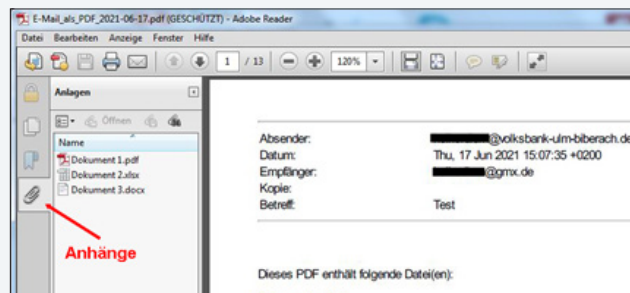 E-Mail_als_PDF_2021-06-17.pdf (GESCHÜTZT) - Adobe Reader
Datei Bearbeiten Anzeige Fenster Hilfe
1 / 13 120%
Anlagen
Öffnen
Name
Dokument 1.pdf
Dokument 2.xlsx
Dokument 3.docx
Anhänge
Absender: @volksbank-ulm-biberach.de
Datum: Thu, 17 Jun 2021 15:07:35 +0200
Empfänger: @gmx.de
Kopie:
Betreff: Test
Dieses PDF enthält folgende Datei(en):